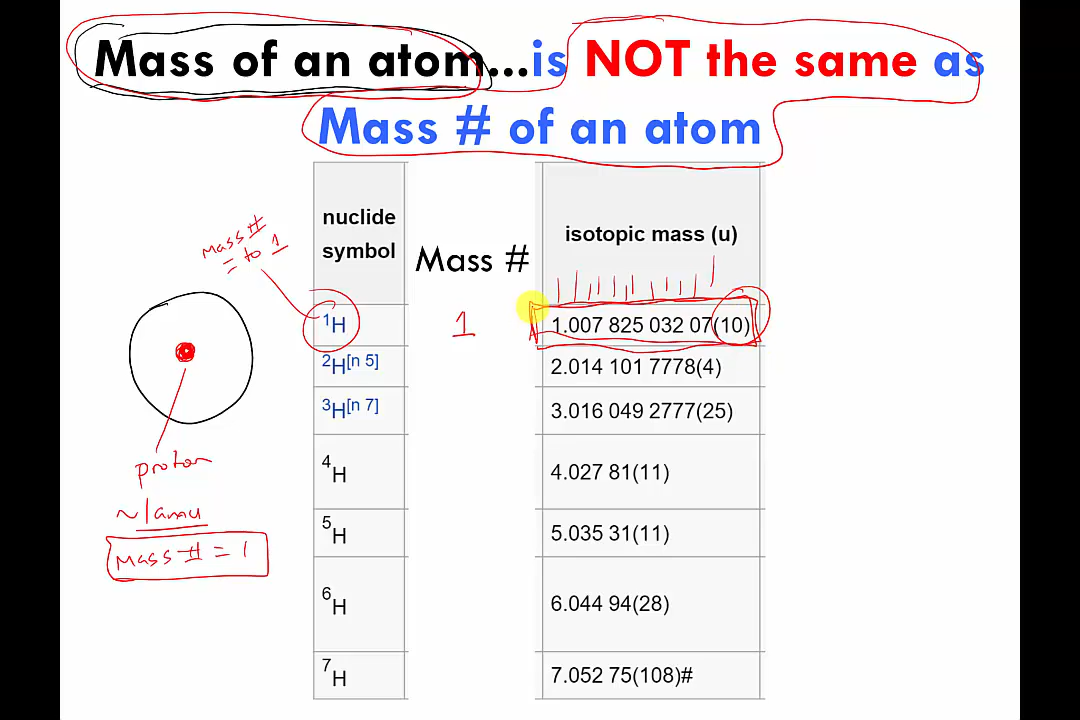 Mass of an atom...is NOT the same as
Mass # of an atom
nuclide
symbol
Mass #
isotopic mass (u)
Mass #
= to 1
¹H
1
1.007 825 032 07(10)
²H[n 5]
2.014 101 7778(4)
³H[n 7]
3.016 049 2777(25)
⁴H
4.027 81(11)
⁵H
5.035 31(11)
⁶H
6.044 94(28)
⁷H
7.052 75(108)#
proton
~1amu
Mass # = 1